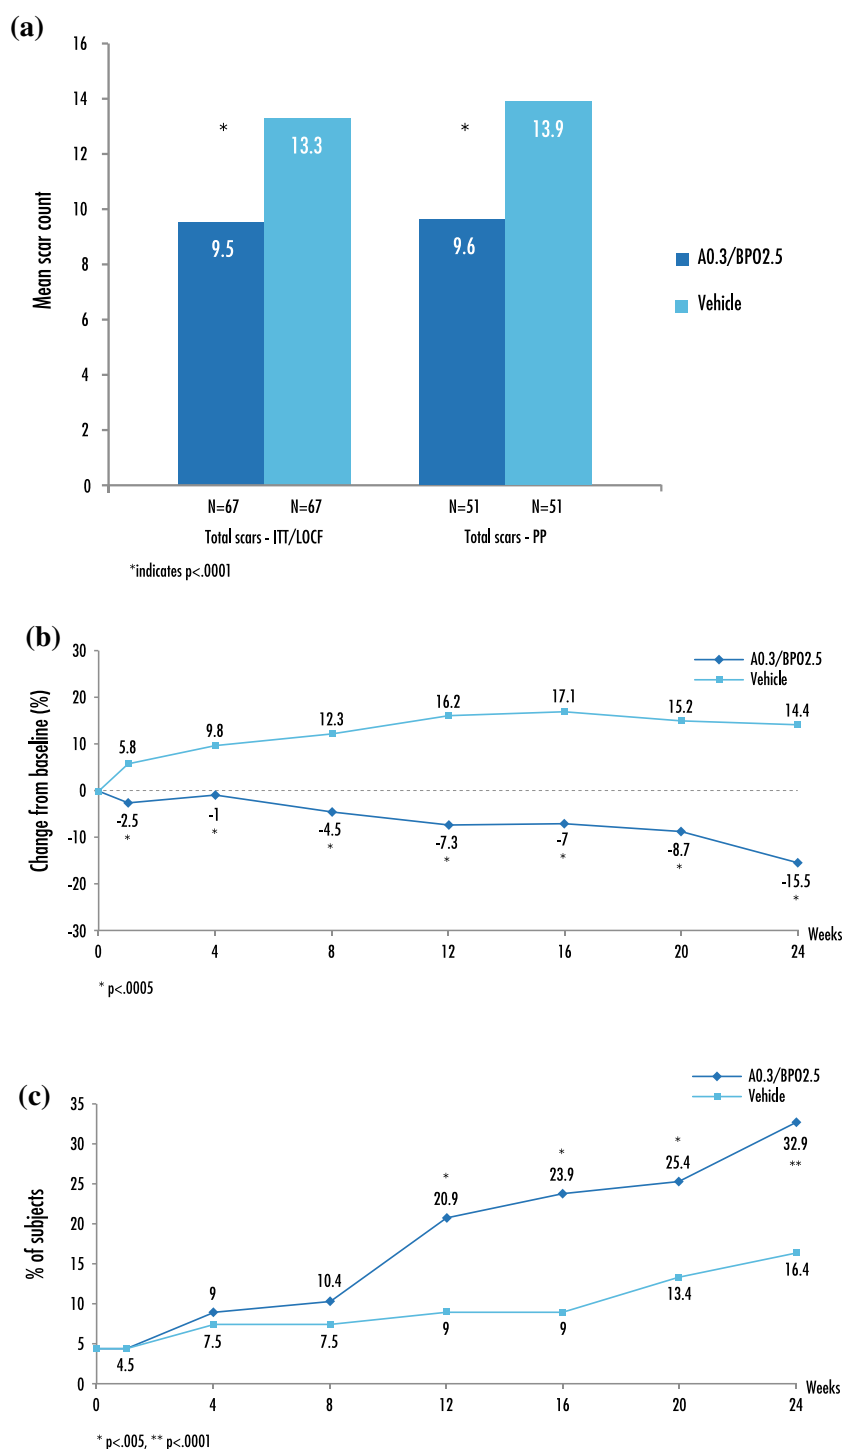 (a)
16
14
12
10
8
6
4
2
0
Mean scar count
*
*
13.3
13.9
9.5
9.6
A0.3/BPO2.5
Vehicle
N=67 N=67 N=51 N=51
Total scars - ITT/LOCF Total scars - PP
*indicates p<.0001
(b)
30
20
10
0
-10
-20
-30
Change from baseline (%)
A0.3/BPO2.5
Vehicle
5.8 9.8 12.3 16.2 17.1 15.2 14.4
-2.5 -1 -4.5 -7.3 -7 -8.7 -15.5
* * * * * * *
0 4 8 12 16 20 24
Weeks
* p<.0005
(c)
35
30
25
20
15
10
5
0
% of subjects
A0.3/BPO2.5
Vehicle
* * * **
9 10.4 20.9 23.9 25.4 32.9
4.5 7.5 7.5 9 9 13.4 16.4
0 4 8 12 16 20 24
Weeks
* p<.005, ** p<.0001